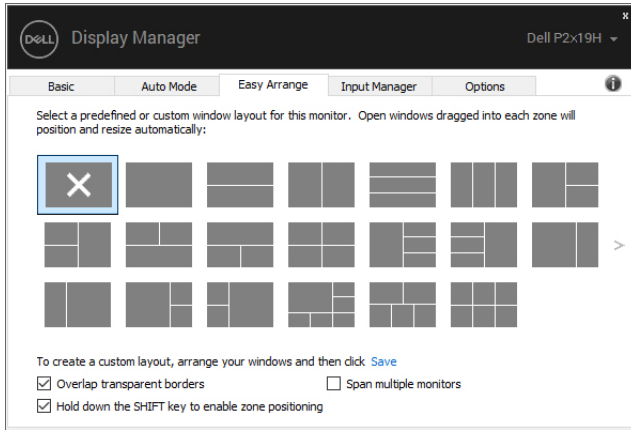 x
DELL Display Manager Dell P2x19H
Basic Auto Mode Easy Arrange Input Manager Options i
Select a predefined or custom window layout for this monitor. Open windows dragged into each zone will
position and resize automatically:
>
To create a custom layout, arrange your windows and then click Save
Overlap transparent borders Span multiple monitors
Hold down the SHIFT key to enable zone positioning